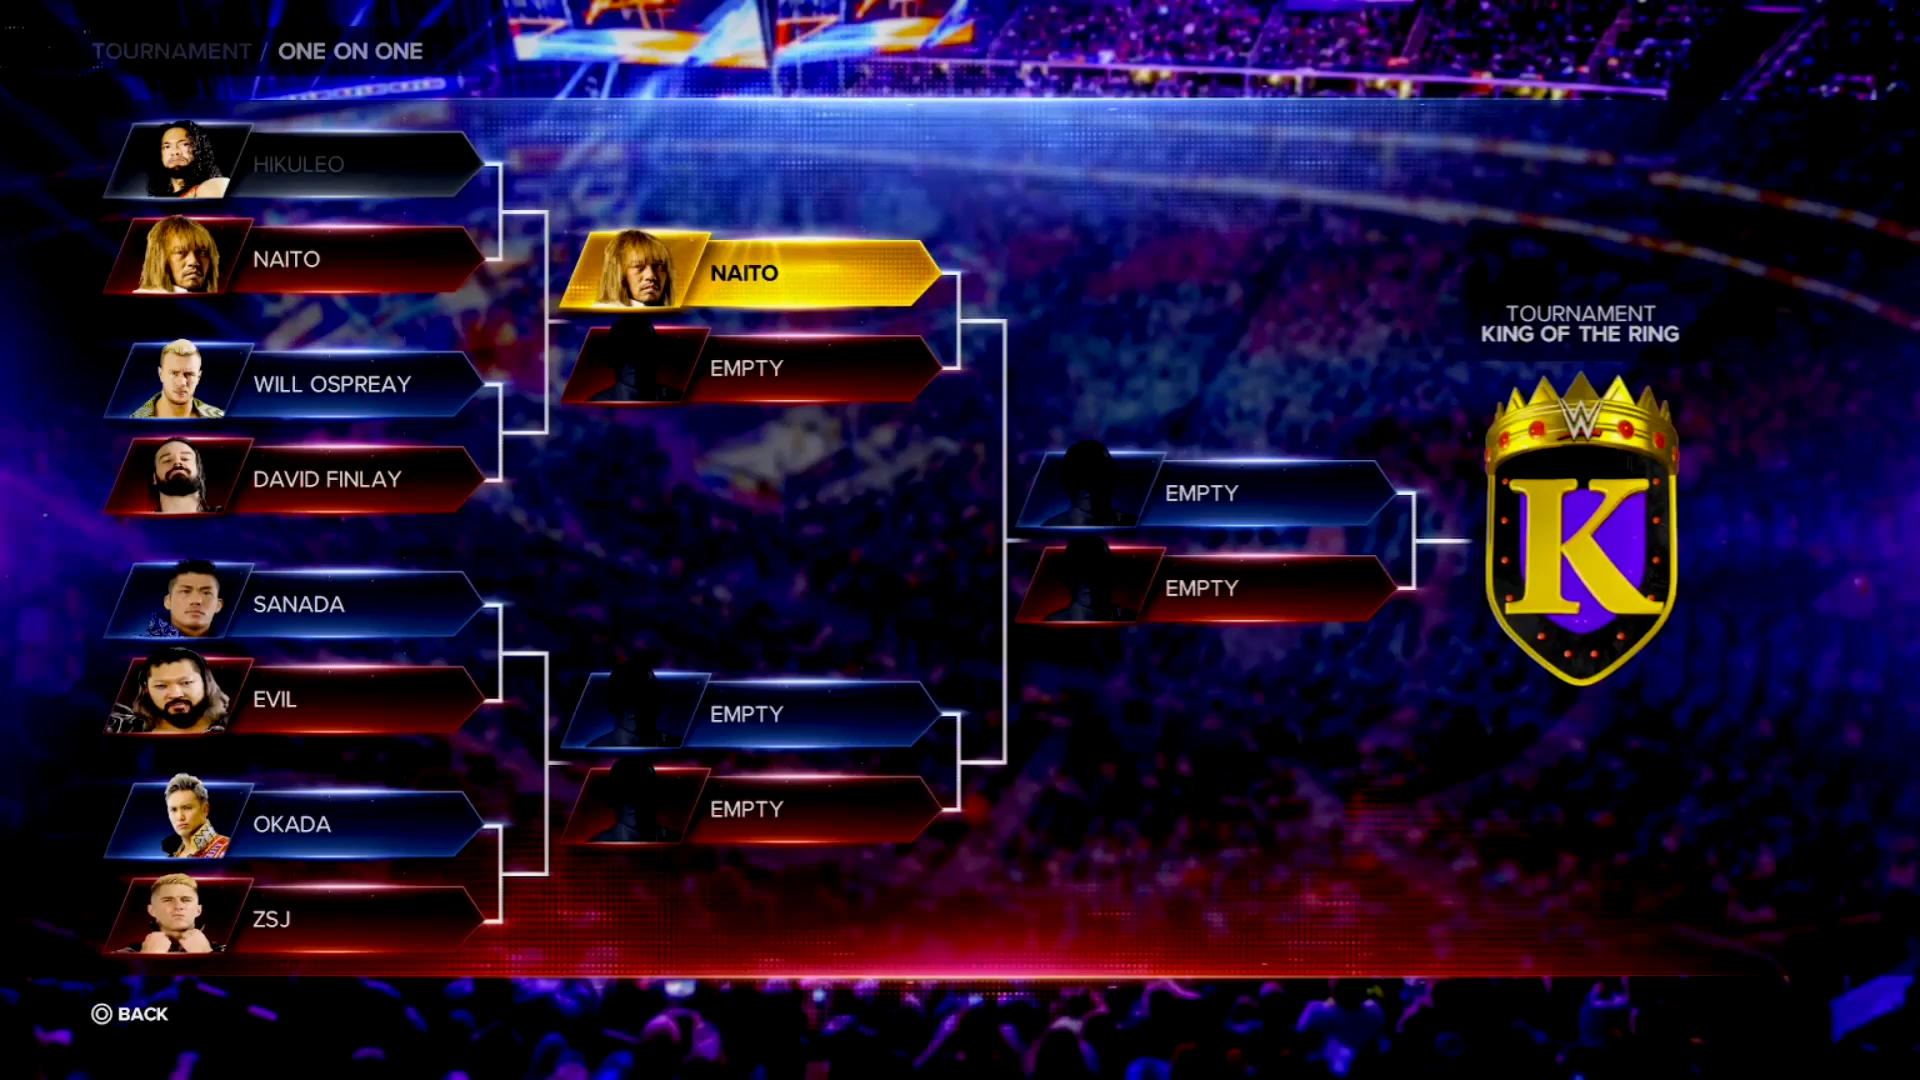 TOURNAMENT / ONE ON ONE
HIKULEO
NAITO
WILL OSPREAY
DAVID FINLAY
SANADA
EVIL
OKADA
ZSJ
NAITO
EMPTY
EMPTY
EMPTY
EMPTY
EMPTY
TOURNAMENT
KING OF THE RING
W
K
BACK